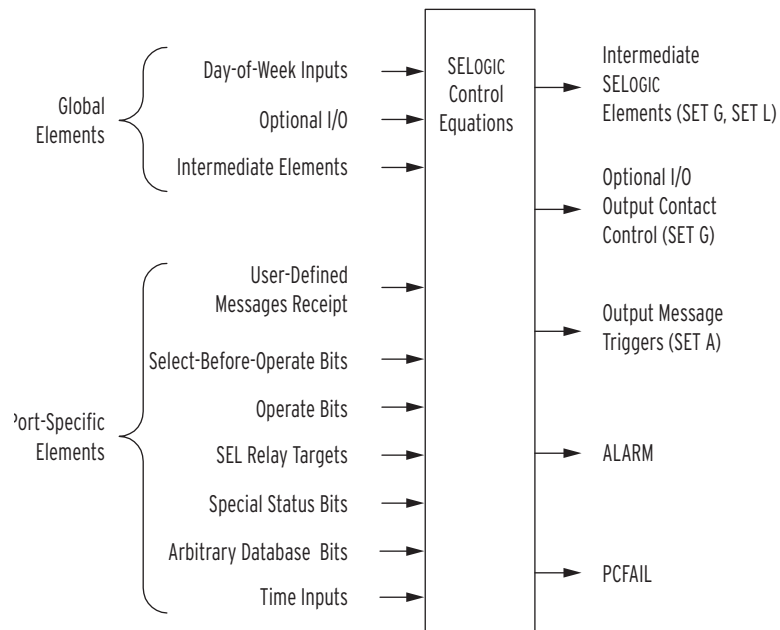 Global
Elements
Day-of-Week Inputs
Optional I/O
Intermediate Elements
Port-Specific
Elements
User-Defined
Messages Receipt
Select-Before-Operate Bits
Operate Bits
SEL Relay Targets
Special Status Bits
Arbitrary Database Bits
Time Inputs
SELOGIC
Control
Equations
Intermediate
SELOGIC
Elements (SET G, SET L)
Optional I/O
Output Contact
Control (SET G)
Output Message
Triggers (SET A)
ALARM
PCFAIL